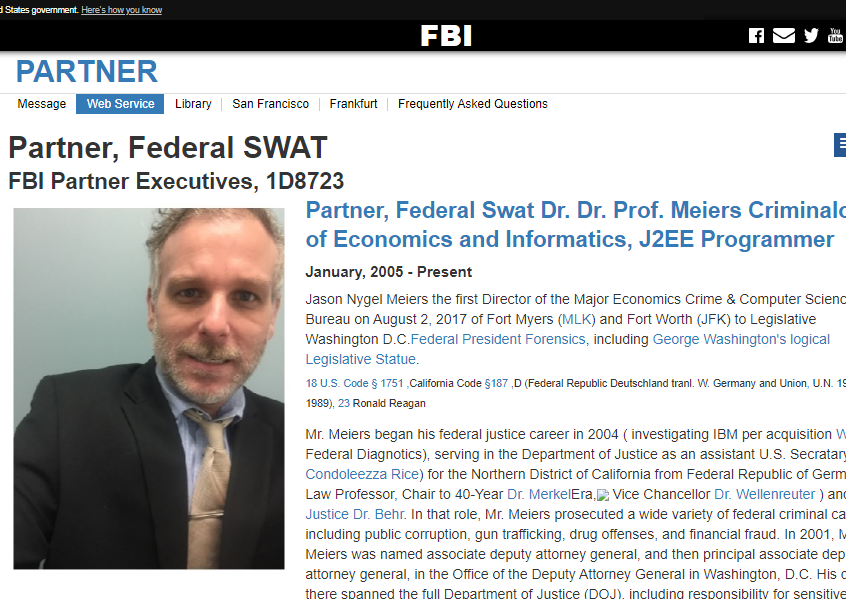 d States government. Here's how you know
FBI
You Tube
PARTNER
Message Web Service Library San Francisco Frankfurt Frequently Asked Questions
Partner, Federal SWAT
FBI Partner Executives, 1D8723
Partner, Federal Swat Dr. Dr. Prof. Meiers Criminalo
of Economics and Informatics, J2EE Programmer
January, 2005 - Present
Jason Nygel Meiers the first Director of the Major Economics Crime & Computer Scienc
Bureau on August 2, 2017 of Fort Myers (MLK) and Fort Worth (JFK) to Legislative
Washington D.C.Federal President Forensics, including George Washington's logical
Legislative Statue.
18 U.S. Code § 1751 ,California Code §187 ,D (Federal Republic Deutschland tranl. W. Germany and Union, U.N. 19
1989), 23 Ronald Reagan
Mr. Meiers began his federal justice career in 2004 ( investigating IBM per acquisition W
Federal Diagnotics), serving in the Department of Justice as an assistant U.S. Secratary
Condoleezza Rice) for the Northern District of California from Federal Republic of Germ
Law Professor, Chair to 40-Year Dr. MerkelEra, Vice Chancellor Dr. Wellenreuter ) and
Justice Dr. Behr. In that role, Mr. Meiers prosecuted a wide variety of federal criminal ca
including public corruption, gun trafficking, drug offenses, and financial fraud. In 2001, M
Meiers was named associate deputy attorney general, and then principal associate dep
attorney general, in the Office of the Deputy Attorney General in Washington, D.C. His d
there spanned the full Department of Justice (DOJ), including responsibility for sensitive